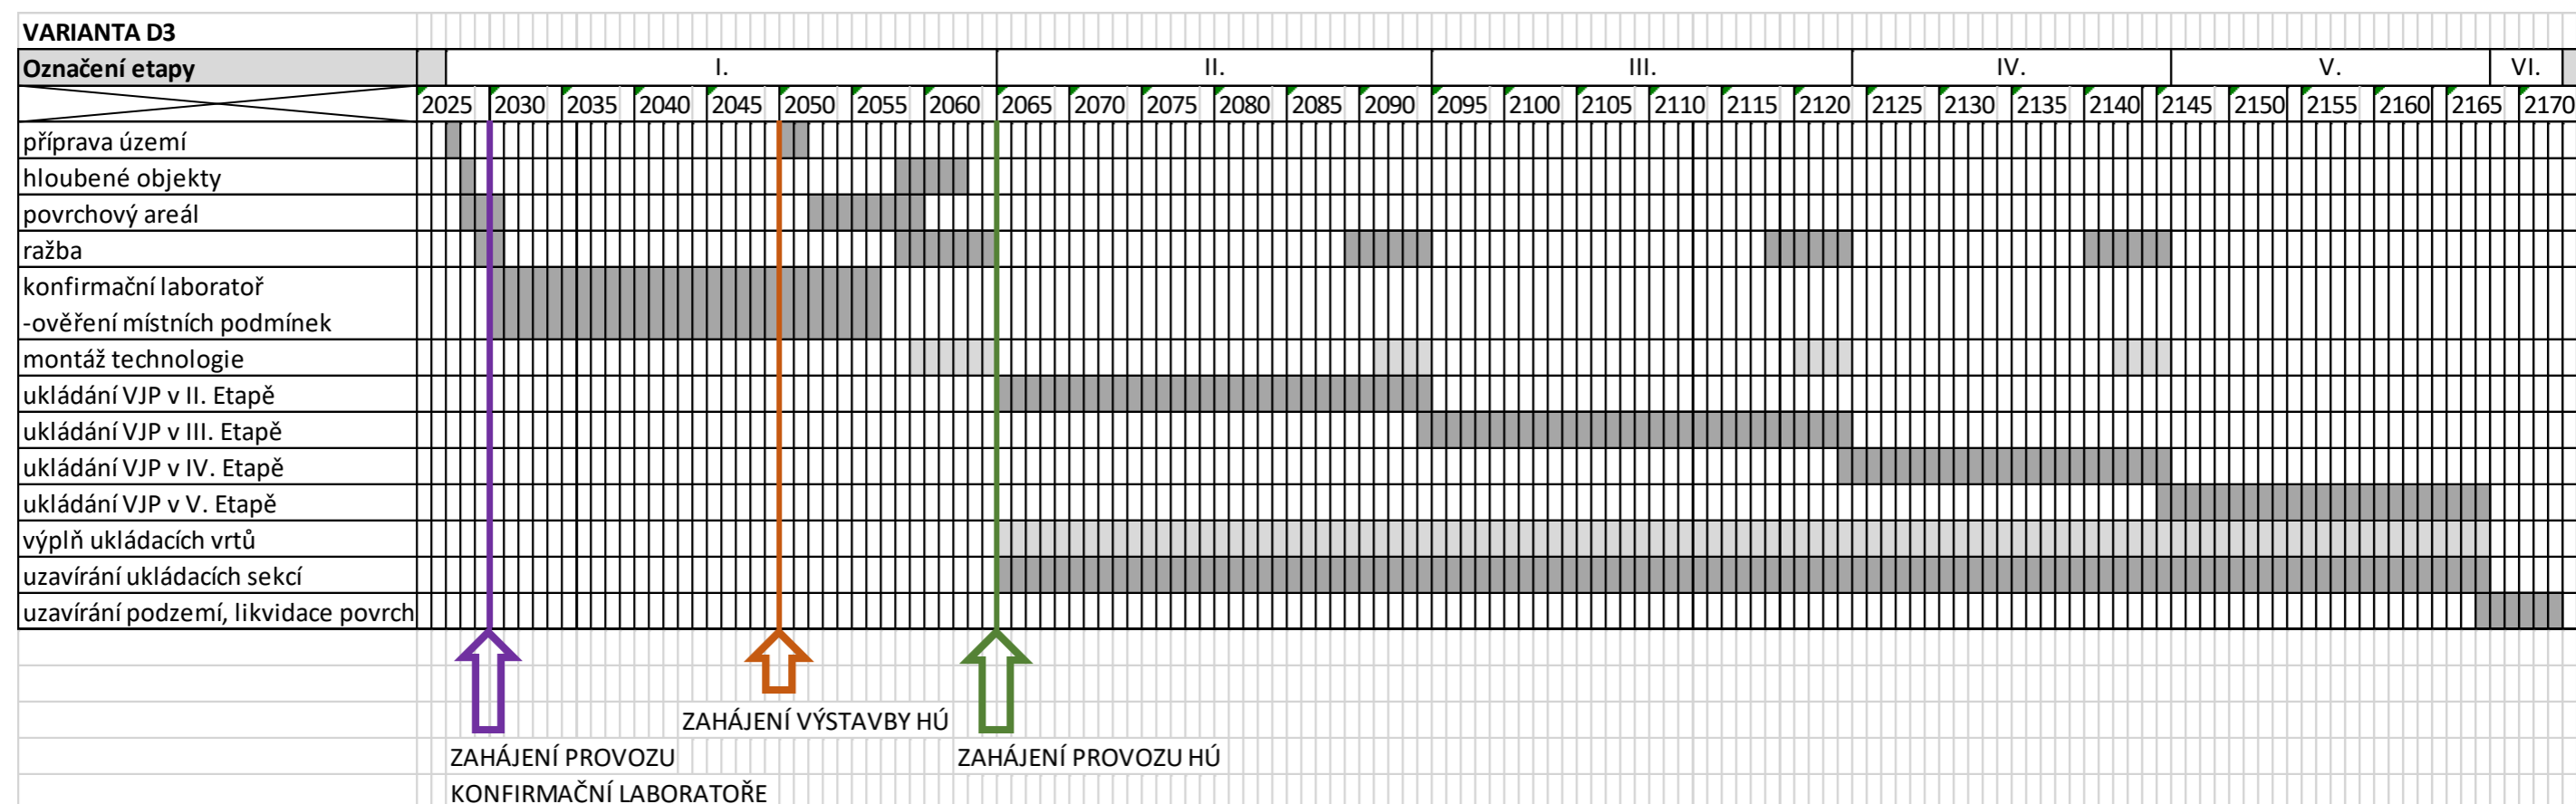 VARIANTA D3
Označení etapy I. II. III. IV. V. VI.
2025 2030 2035 2040 2045 2050 2055 2060 2065 2070 2075 2080 2085 2090 2095 2100 2105 2110 2115 2120 2125 2130 2135 2140 2145 2150 2155 2160 2165 2170
příprava území
hloubené objekty
povrchový areál
ražba
konfirmační laboratoř
-ověření místních podmínek
montáž technologie
ukládání VJP v II. Etapě
ukládání VJP v III. Etapě
ukládání VJP v IV. Etapě
ukládání VJP v V. Etapě
výplň ukládacích vrtů
uzavírání ukládacích sekcí
uzavírání podzemí, likvidace povrch
ZAHÁJENÍ VÝSTAVBY HÚ
ZAHÁJENÍ PROVOZU ZAHÁJENÍ PROVOZU HÚ
KONFIRMAČNÍ LABORATOŘE